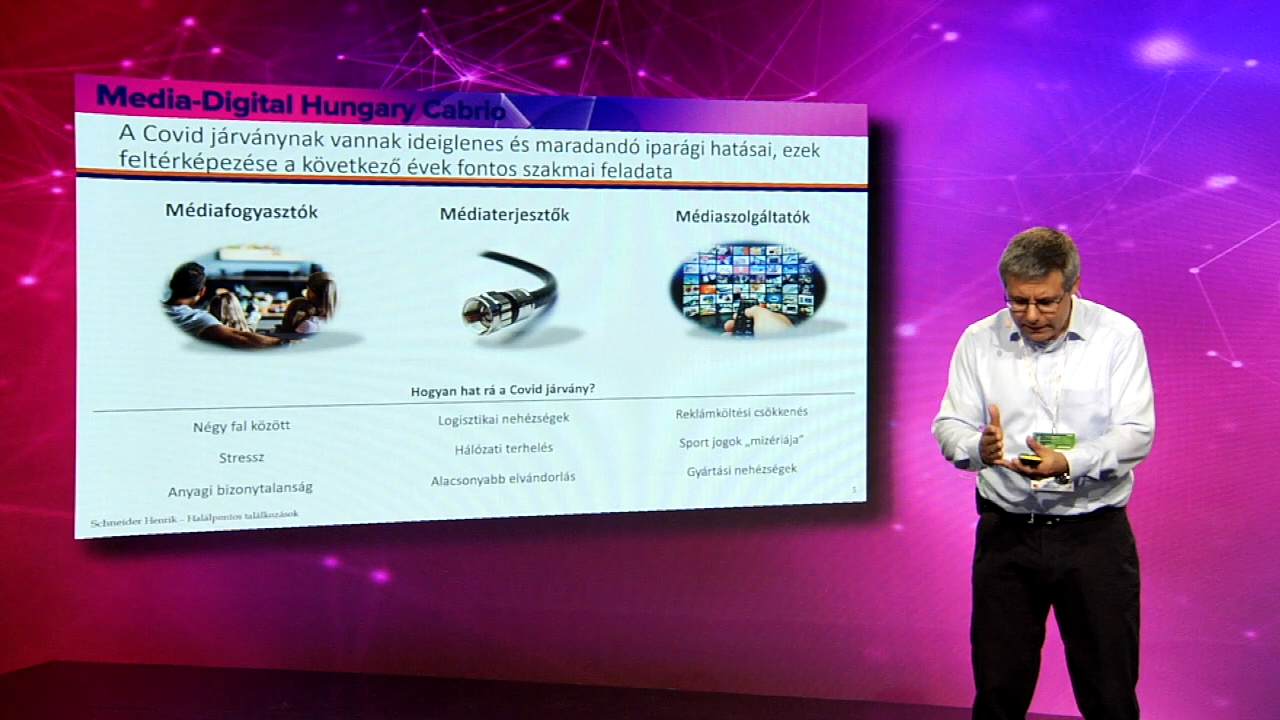 Media-Digital Hungary Cabrio
A Covid járványnak vannak ideiglenes és maradandó iparági hatásai, ezek
feltérképezése a következő évek fontos szakmai feladata
Médiafogyasztók
Médiaterjesztők
Médiaszolgáltatók
Hogyan hat rá a Covid járvány?
Négy fal között
Stressz
Anyagi bizonytalanság
Logisztikai nehézségek
Hálózati terhelés
Alacsonyabb elvándorlás
Reklámköltési csökkenés
Sport jogok „mizériája”
Gyártási nehézségek
Schneider Henrik – Halálpontos találkozások
5